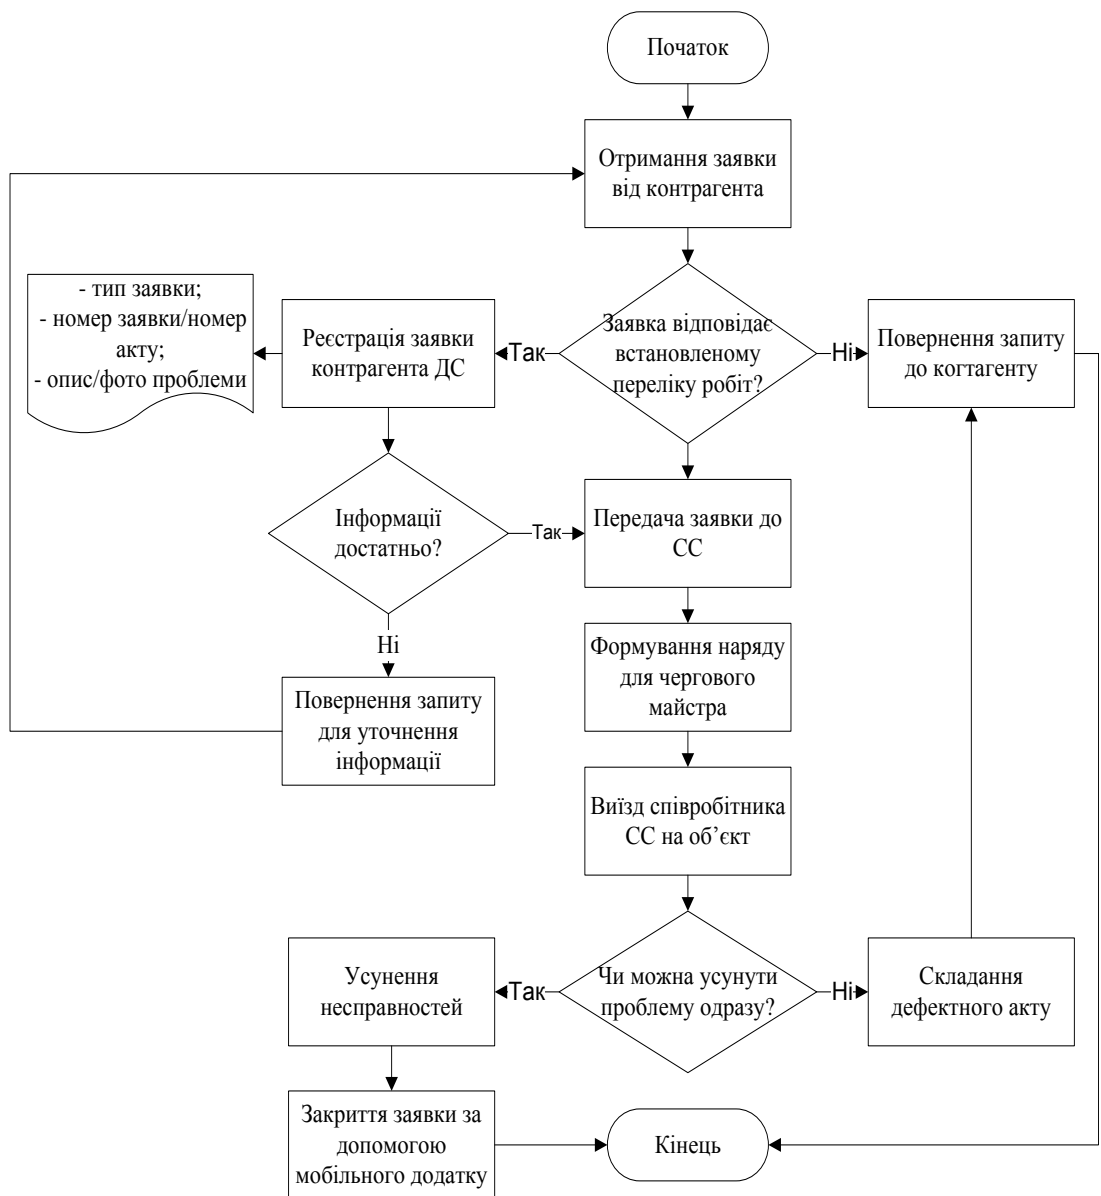 Початок
Отримання заявки
від контрагента
- тип заявки;
- номер заявки/номер
акту;
- опис/фото проблеми
Реєстрація заявки
контрагента ДС
Так
Заявка відповідає
встановленому
переліку робіт?
Ні
Повернення запиту
до когтагенту
Інформації
достатньо?
Так
Передача заявки до
СС
Ні
Формування наряду
для чергового
майстра
Повернення запиту
для уточнення
інформації
Виїзд співробітника
СС на об’єкт
Усунення
несправностей
Так
Чи можна усунути
проблему одразу?
Ні
Складання
дефектного акту
Закриття заявки за
допомогою
мобільного додатку
Кінець